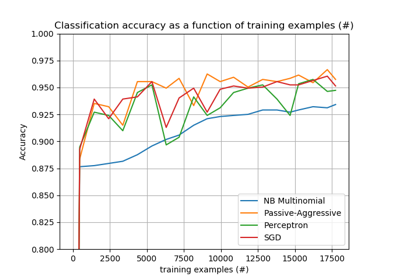 Classification accuracy as a function of training examples (#)
1.000
0.975
0.950
0.925
0.900
0.875
0.850
0.825
0.800
Accuracy
0 2500 5000 7500 10000 12500 15000 17500
training examples (#)
NB Multinomial
Passive-Aggressive
Perceptron
SGD